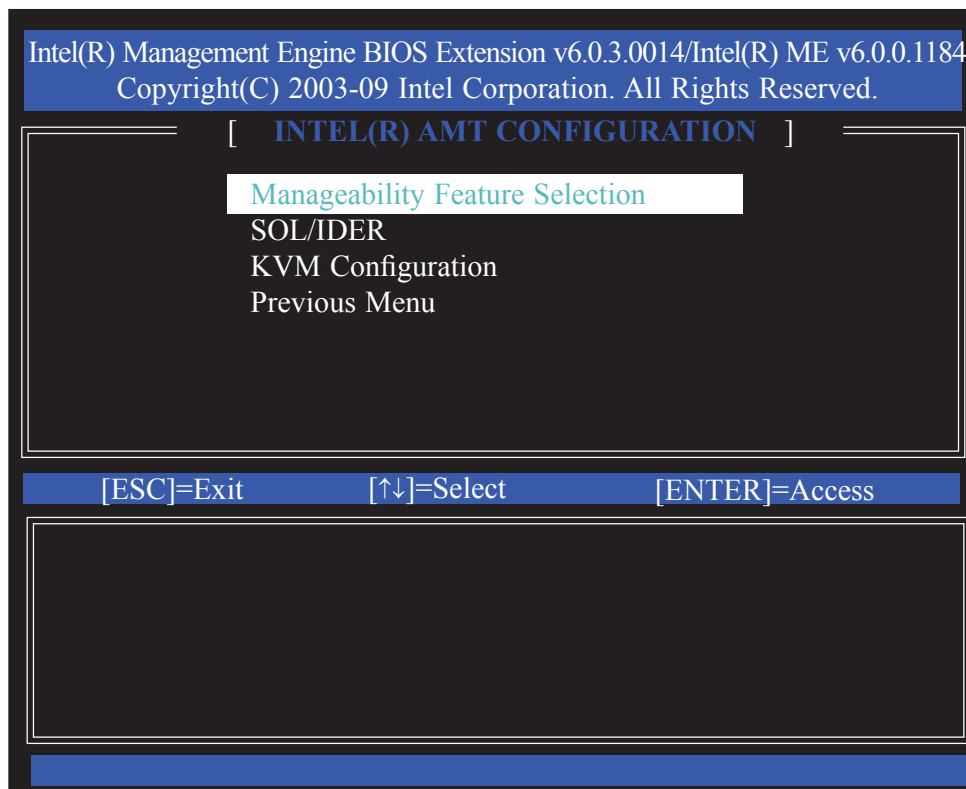 Intel(R) Management Engine BIOS Extension v6.0.3.0014/Intel(R) ME v6.0.0.1184
Copyright(C) 2003-09 Intel Corporation. All Rights Reserved.
[ INTEL(R) AMT CONFIGURATION ]
Manageability Feature Selection
SOL/IDER
KVM Configuration
Previous Menu
[ESC]=Exit [↑↓]=Select [ENTER]=Access